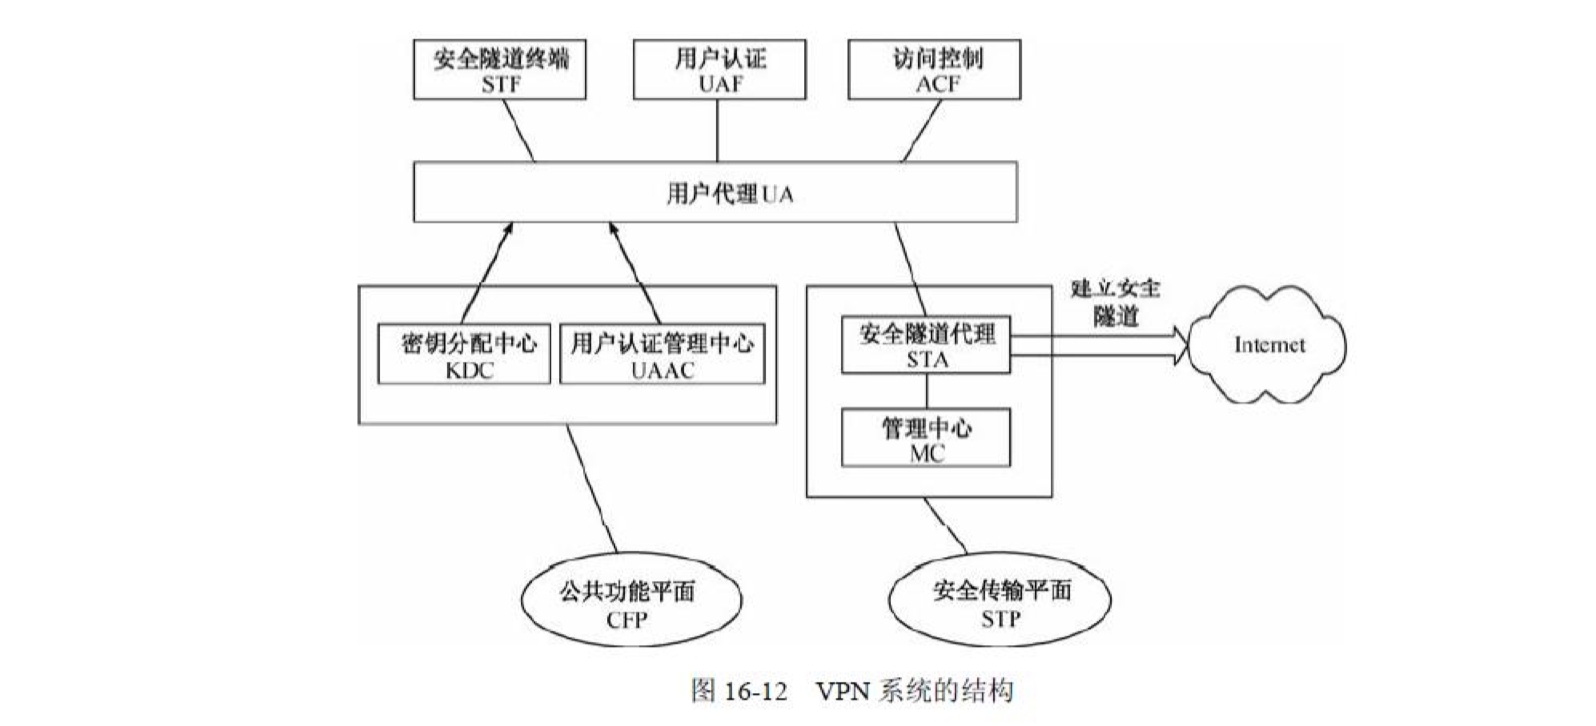 安全隧道终端
STF
用户认证
UAF
访问控制
ACF
用户代理UA
密钥分配中心
KDC
用户认证管理中心
UAAC
安全隧道代理
STA
管理中心
MC
建立安全
隧道
Internet
公共功能平面
CFP
安全传输平面
STP
图 16-12 VPN 系统的结构